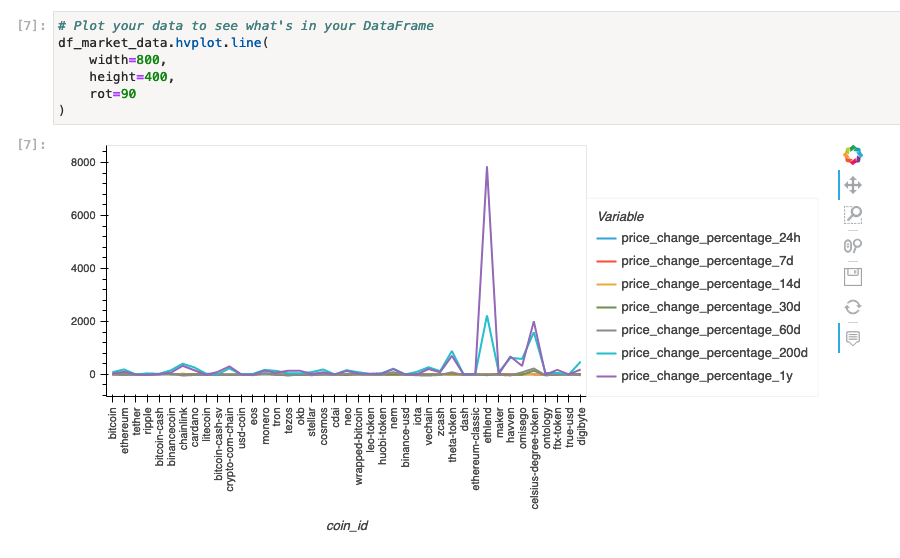 [7]: # Plot your data to see what's in your DataFrame
df_market_data.hvplot.line(
    width=800,
    height=400,
    rot=90
)
[7]:
8000
6000
4000
2000
0
Variable
price_change_percentage_24h
price_change_percentage_7d
price_change_percentage_14d
price_change_percentage_30d
price_change_percentage_60d
price_change_percentage_200d
price_change_percentage_1y
bitcoin
ethereum
tether
ripple
bitcoin-cash
binancecoin
chainlink
cardano
litecoin
bitcoin-cash-sv
crypto-com-chain
usd-coin
eos
monero
tron
tezos
okb
stellar
cosmos
cdai
neo
wrapped-bitcoin
leo-token
huobi-token
nem
binance-usd
iota
vechain
zcash
theta-token
dash
ethereum-classic
ethlend
maker
havven
omisego
celsius-degree-token
ontology
ftx-token
true-usd
digibyte
coin_id